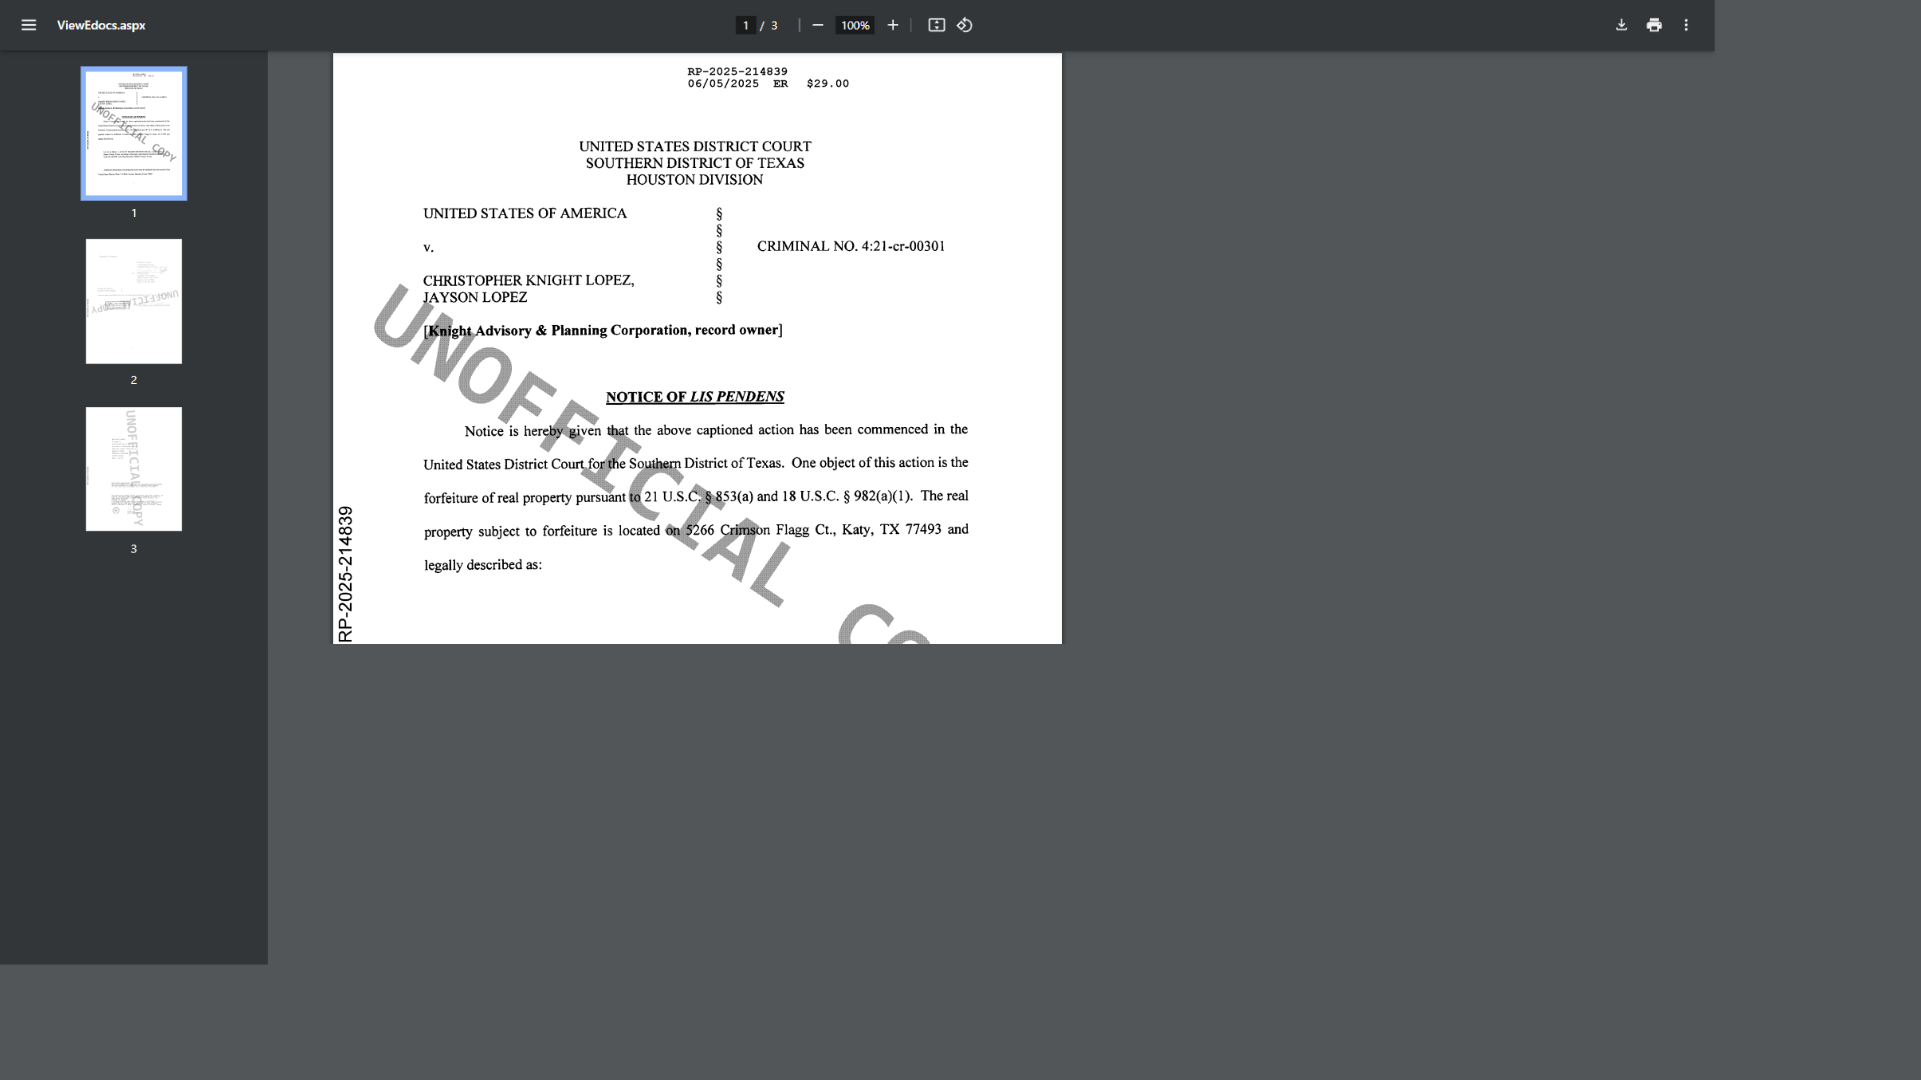 ViewEdocs.aspx
1 / 3
100%
1
2
3
RP-2025-214839
06/05/2025 ER $29.00
UNITED STATES DISTRICT COURT
SOUTHERN DISTRICT OF TEXAS
HOUSTON DIVISION
UNITED STATES OF AMERICA §
§
v. § CRIMINAL NO. 4:21-cr-00301
§
CHRISTOPHER KNIGHT LOPEZ, §
JAYSON LOPEZ §
[Knight Advisory & Planning Corporation, record owner]
NOTICE OF LIS PENDENS
Notice is hereby given that the above captioned action has been commenced in the
United States District Court for the Southern District of Texas. One object of this action is the
forfeiture of real property pursuant to 21 U.S.C. § 853(a) and 18 U.S.C. § 982(a)(1). The real
property subject to forfeiture is located on 5266 Crimson Flagg Ct., Katy, TX 77493 and
legally described as:
RP-2025-214839
UNOFFICIAL CO
UNOFFICIAL COPY
UNOFFICIAL COPY
UNOFFICIAL COPY